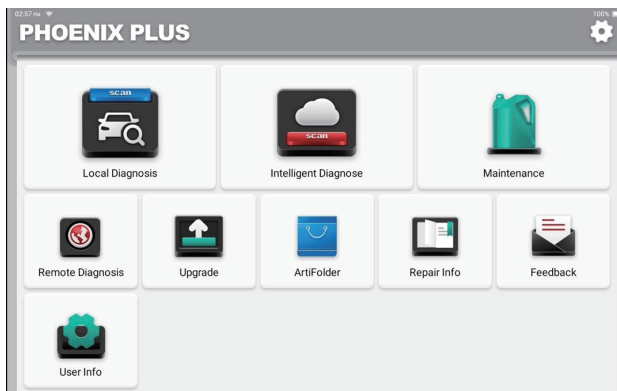 02:57 PM 100%
PHOENIX PLUS
scan scan
Local Diagnosis Intelligent Diagnose Maintenance
Remote Diagnosis Upgrade ArtiFolder Repair Info Feedback
User Info